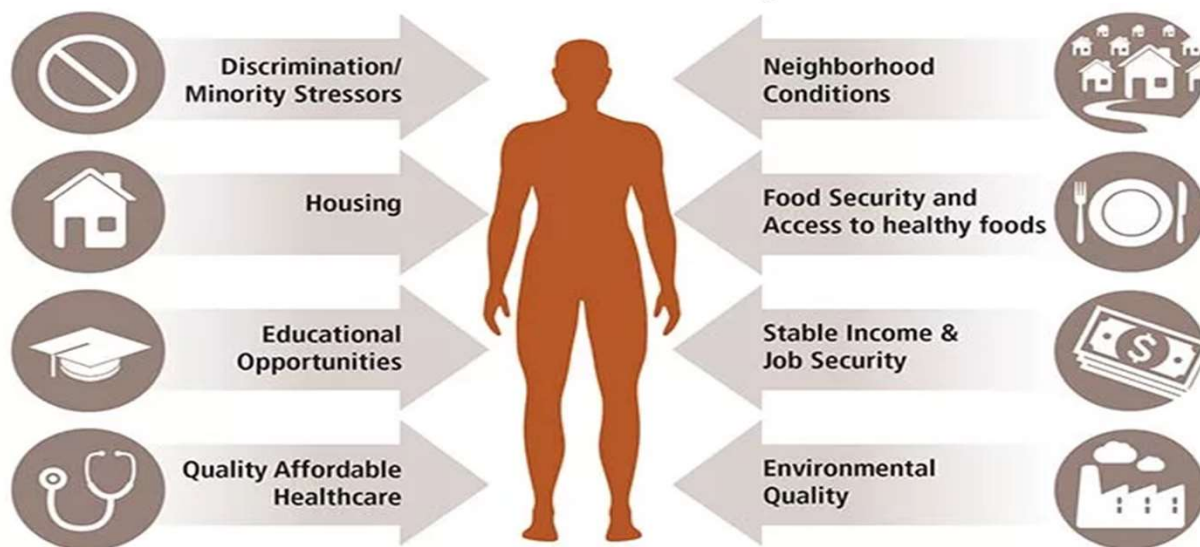 Discrimination/
Minority Stressors
Housing
Educational
Opportunities
Quality Affordable
Healthcare
Neighborhood
Conditions
Food Security and
Access to healthy foods
Stable Income &
Job Security
$
Environmental
Quality